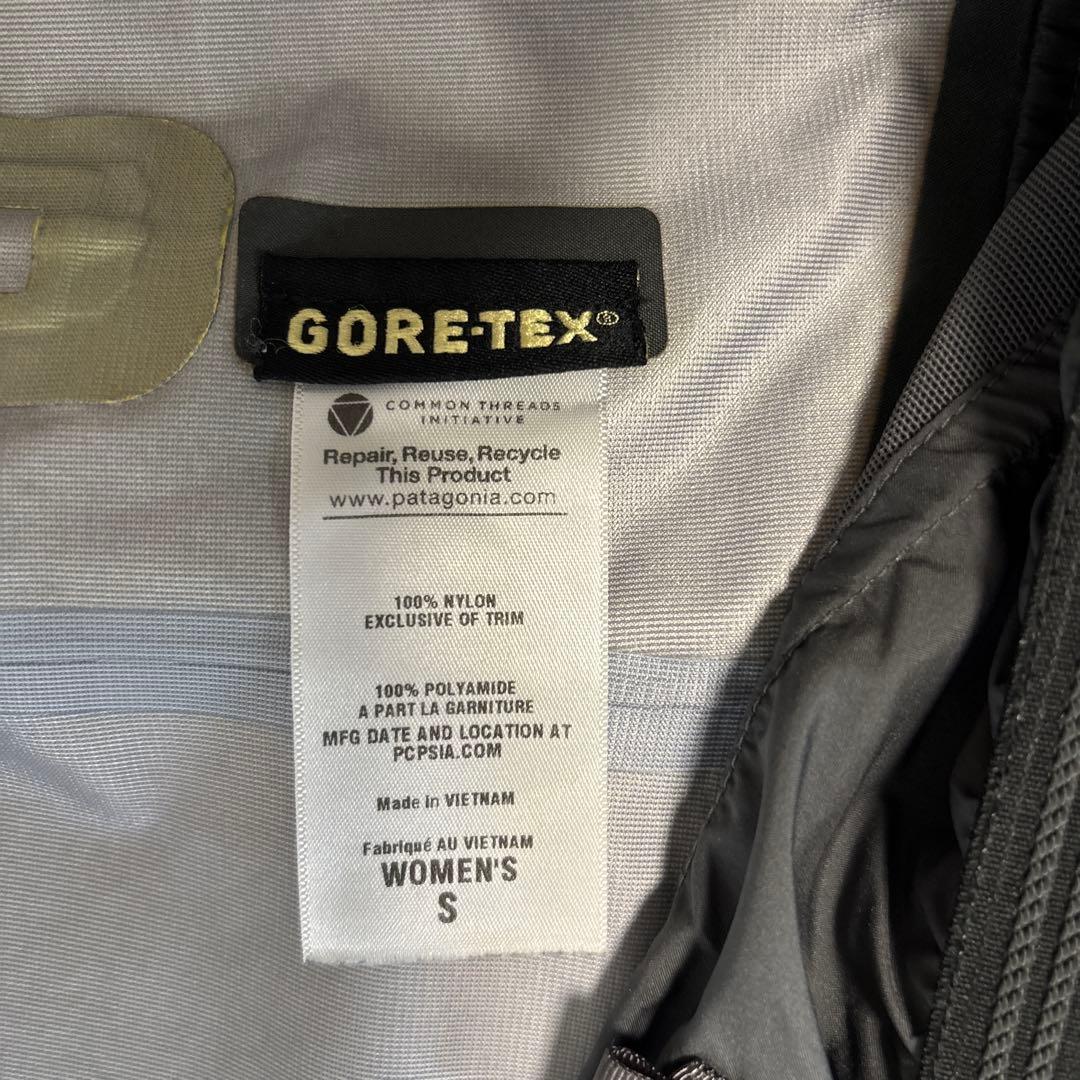 GORE-TEX®
COMMON THREADS
INITIATIVE
Repair, Reuse, Recycle
This Product
www.patagonia.com
100% NYLON
EXCLUSIVE OF TRIM
100% POLYAMIDE
A PART LA GARNITURE
MFG DATE AND LOCATION AT
PCPSIA.COM
Made in VIETNAM
Fabriqué AU VIETNAM
WOMEN'S
S